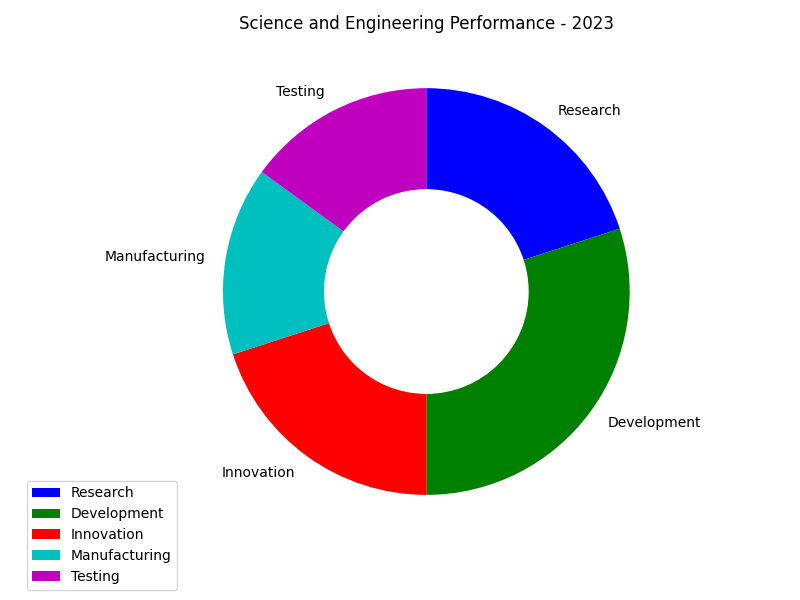 Science and Engineering Performance - 2023
Testing
Research
Manufacturing
Development
Innovation
Research
Development
Innovation
Manufacturing
Testing